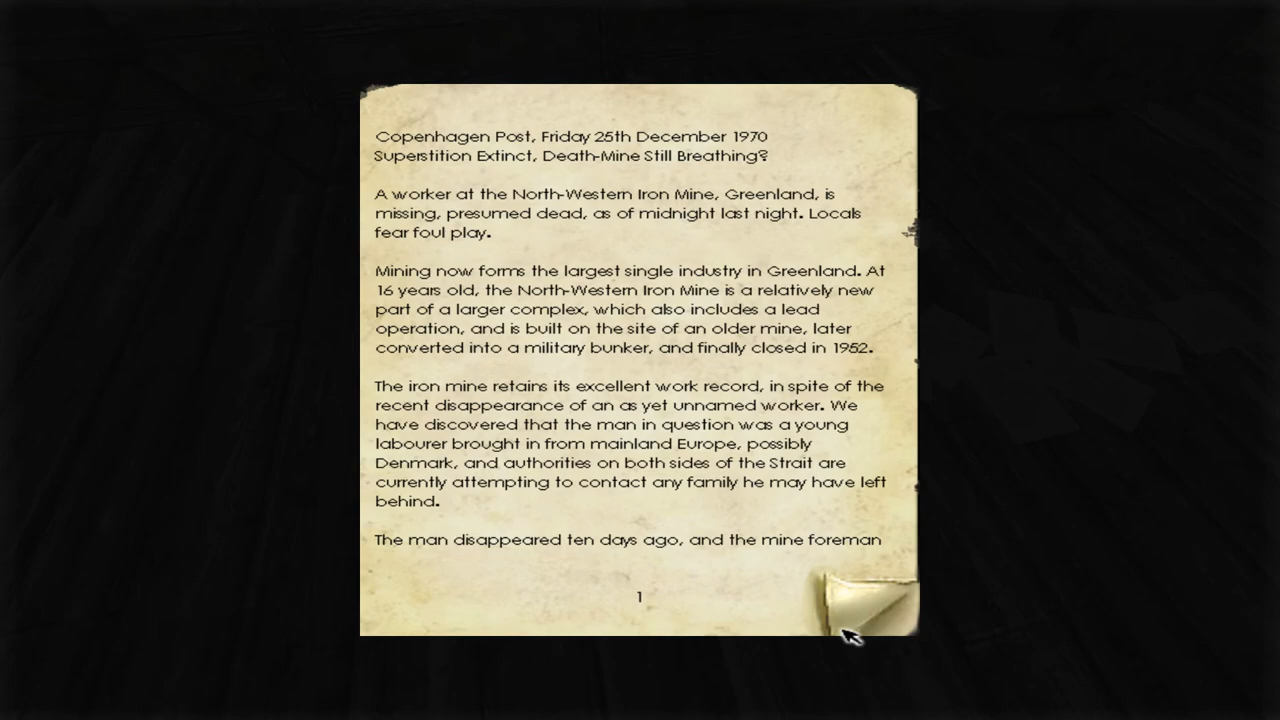 Copenhagen Post, Friday 25th December 1970
Superstition Extinct, Death-Mine Still Breathing?
A worker at the North-Western Iron Mine, Greenland, is
missing, presumed dead, as of midnight last night. Locals
fear foul play.
Mining now forms the largest single industry in Greenland. At
16 years old, the North-Western Iron Mine is a relatively new
part of a larger complex, which also includes a lead
operation, and is built on the site of an older mine, later
converted into a military bunker, and finally closed in 1952.
The iron mine retains its excellent work record, in spite of the
recent disappearance of an as yet unnamed worker. We
have discovered that the man in question was a young
labourer brought in from mainland Europe, possibly
Denmark, and authorities on both sides of the Strait are
currently attempting to contact any family he may have left
behind.
The man disappeared ten days ago, and the mine foreman
1